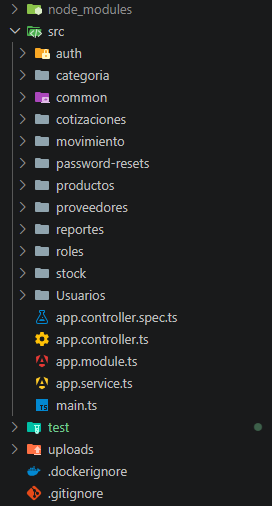 node_modules
src
auth
categoria
common
cotizaciones
movimiento
password-resets
productos
proveedores
reportes
roles
stock
Usuarios
app.controller.spec.ts
app.controller.ts
app.module.ts
app.service.ts
TS main.ts
test
uploads
.dockerignore
.gitignore